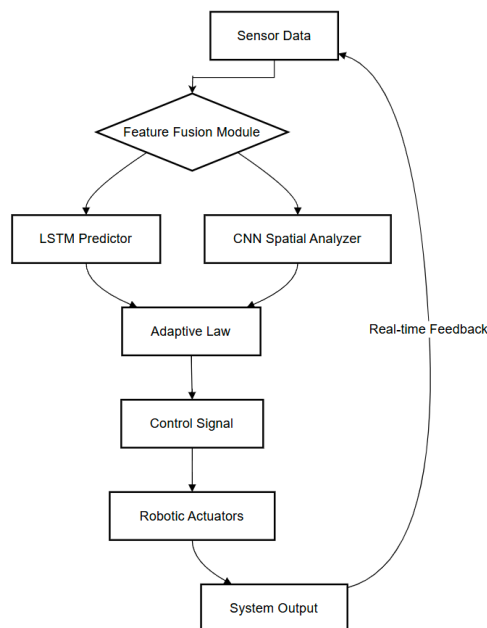 Sensor Data
Feature Fusion Module
LSTM Predictor
CNN Spatial Analyzer
Adaptive Law
Real-time Feedback
Control Signal
Robotic Actuators
System Output